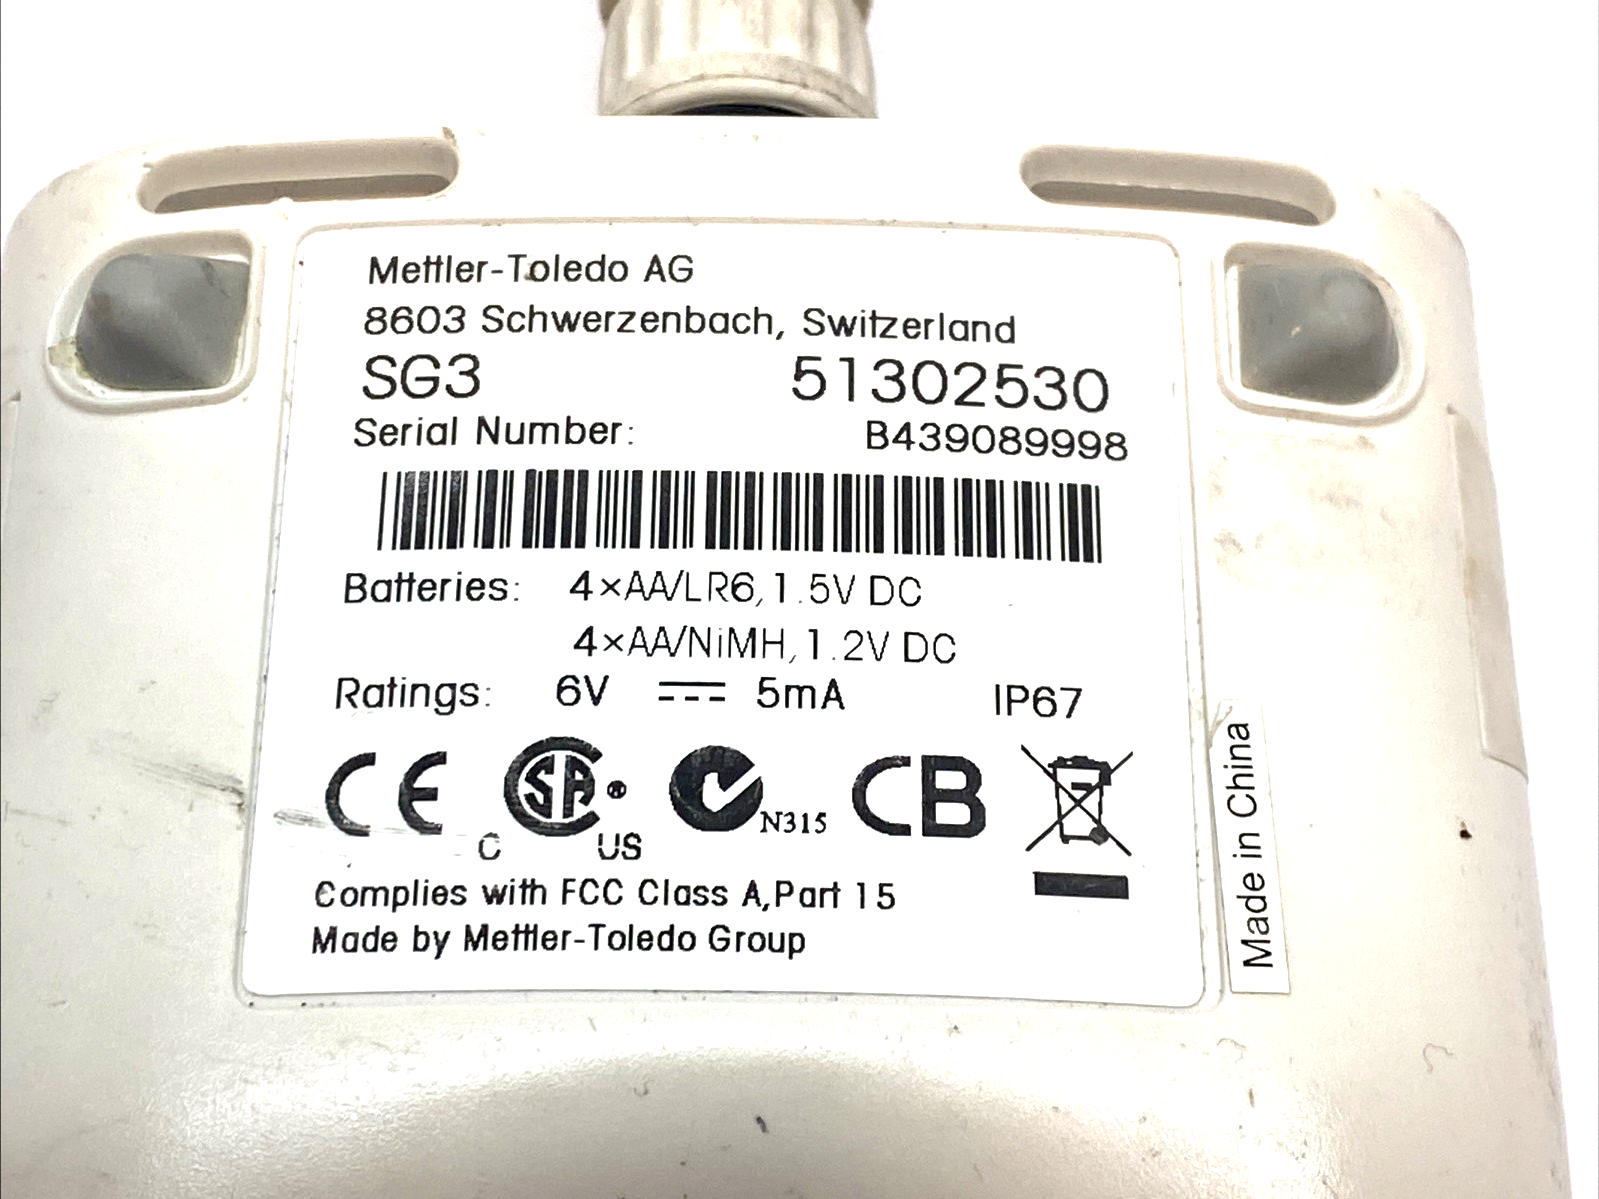 Mettler-Toledo AG
8603 Schwerzenbach, Switzerland
SG3 51302530
Serial Number: B439089998
Batteries: 4×AA/LR6,1.5V DC
4×AA/NiMH,1.2V DC
Ratings: 6V ⎓ 5mA IP67
CE C SA® US N315 CB
Complies with FCC Class A,Part 15
Made by Mettler-Toledo Group
Made in China